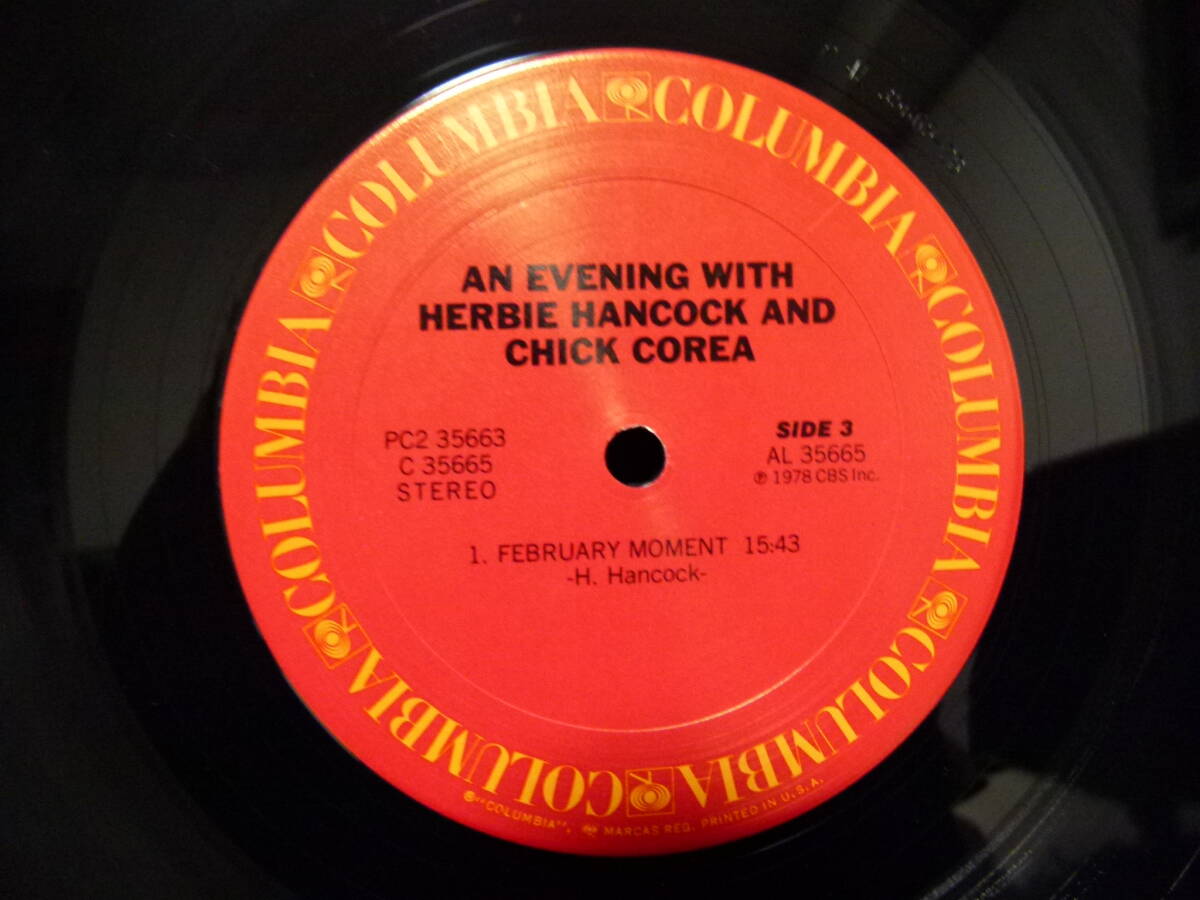 COLUMBIA COLUMBIA COLUMBIA COLUMBIA COLUMBIA COLUMBIA
AN EVENING WITH
HERBIE HANCOCK AND
CHICK COREA
PC2 35663
C 35665
STEREO
SIDE 3
AL 35665
℗ 1978 CBS Inc.
1. FEBRUARY MOMENT 15:43
-H. Hancock-
"COLUMBIA", MARCAS REG. PRINTED IN U.S.A.